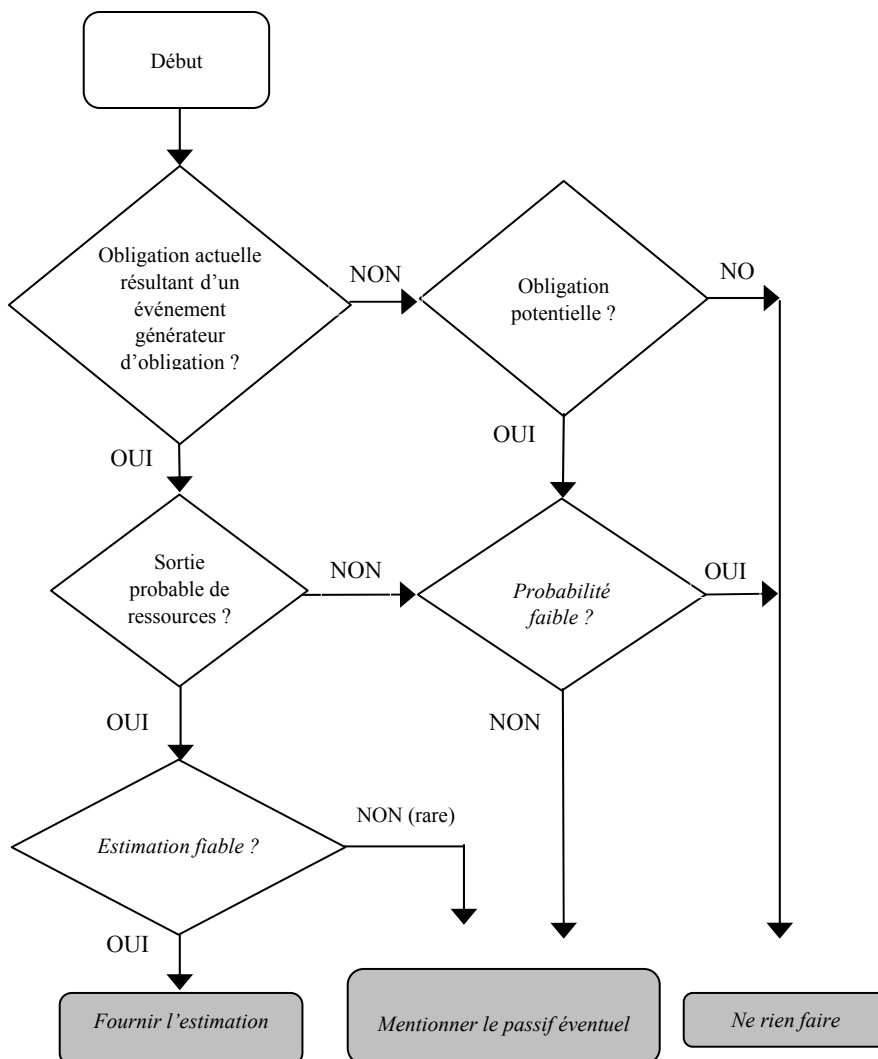 Début
Obligation actuelle
résultant d’un
événement
générateur
d’obligation ?
NON
Obligation
potentielle ?
NO
OUI
OUI
Sortie
probable de
ressources ?
NON
Probabilité
faible ?
OUI
OUI
NON
Estimation fiable ?
NON (rare)
OUI
Fournir l’estimation
Mentionner le passif éventuel
Ne rien faire